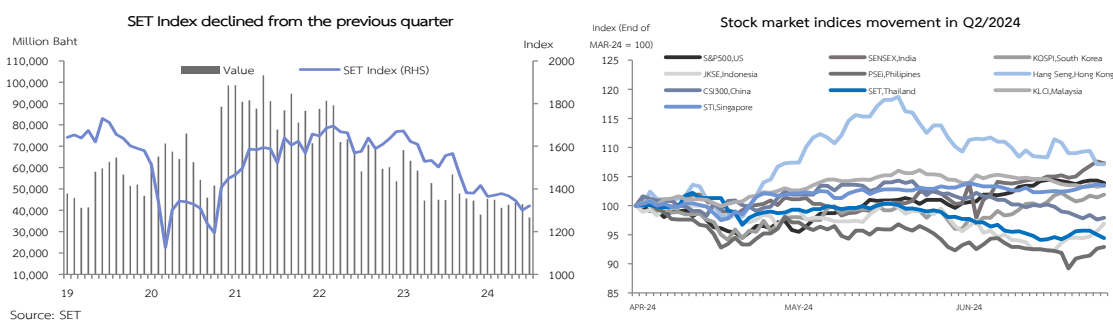 SET Index declined from the previous quarter
Million Baht
Index
Value
SET Index (RHS)
110,000
100,000
90,000
80,000
70,000
60,000
50,000
40,000
30,000
20,000
10,000
2000
1800
1600
1400
1200
1000
19 20 21 22 23 24
Source: SET
Stock market indices movement in Q2/2024
Index (End of
MAR-24 = 100)
S&P500,US
SENSEX,India
KOSPI,South Korea
JKSE,Indonesia
PSEi,Philipines
Hang Seng,Hong Kong
CSI300,China
SET,Thailand
KLCI,Malaysia
STI,Singapore
125
120
115
110
105
100
95
90
85
APR-24 MAY-24 JUN-24